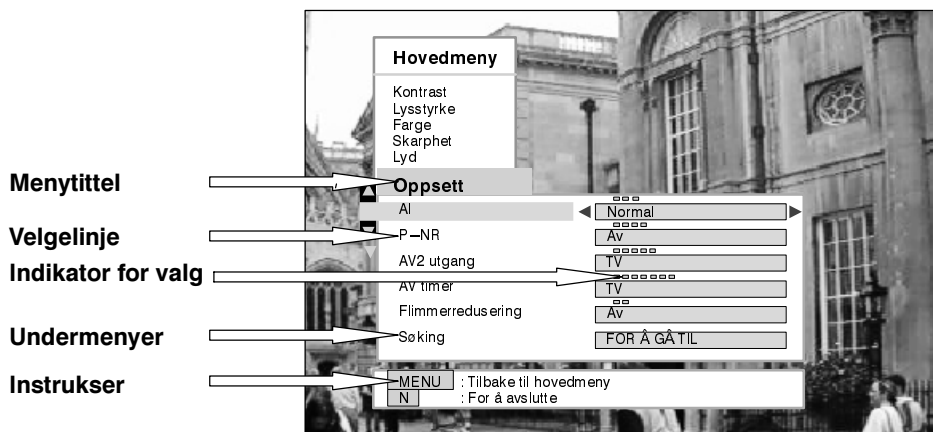 Hovedmeny
Kontrast
Lysstyrke
Farge
Skarphet
Lyd
Menytittel
Oppsett
AI
Normal
Velgelinje
P–NR
Av
AV2 utgang
TV
Indikator for valg
AV timer
TV
Flimmerredusering
Av
Undermenyer
Søking
FOR Å GÅ TIL
Instrukser
MENU : Tilbake til hovedmeny
N : For å avslutte